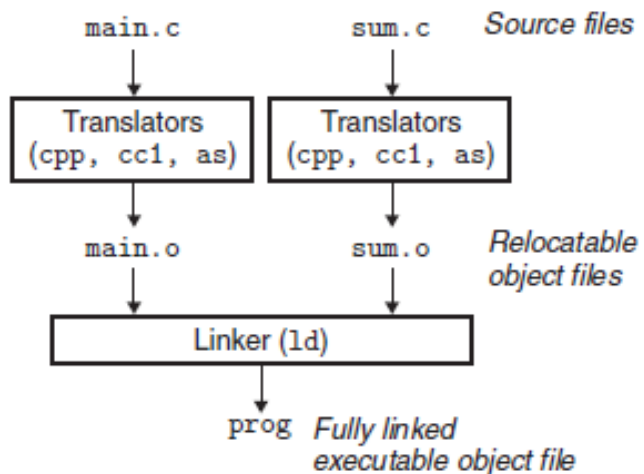 main.c sum.c Source files
Translators Translators
(cpp, cc1, as) (cpp, cc1, as)
main.o sum.o Relocatable
object files
Linker (ld)
prog Fully linked
executable object file